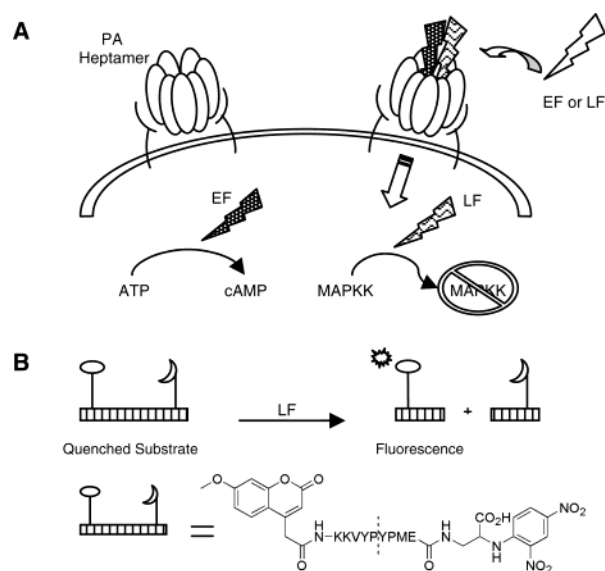 A
PA
Heptamer
EF or LF
EF
LF
ATP
cAMP
MAPKK
MAPKK
B
LF
+
Quenched Substrate
Fluorescence
=
O
O
O
O
H
N
KKVYPYPME
O
H
N
CO₂H
N
H
NO₂
NO₂